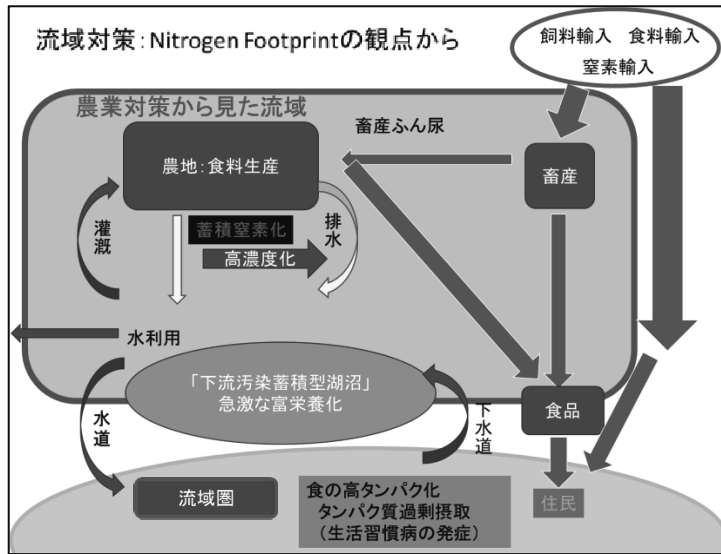 流域対策：Nitrogen Footprintの観点から
飼料輸入　食料輸入
窒素輸入
農業対策から見た流域
畜産ふん尿
農地：食料生産
畜産
灌漑
蓄積窒素化
排水
高濃度化
水利用
「下流汚染蓄積型湖沼」
急激な富栄養化
食品
水道
下水道
流域圏
食の高タンパク化
タンパク質過剰摂取
（生活習慣病の発症）
住民